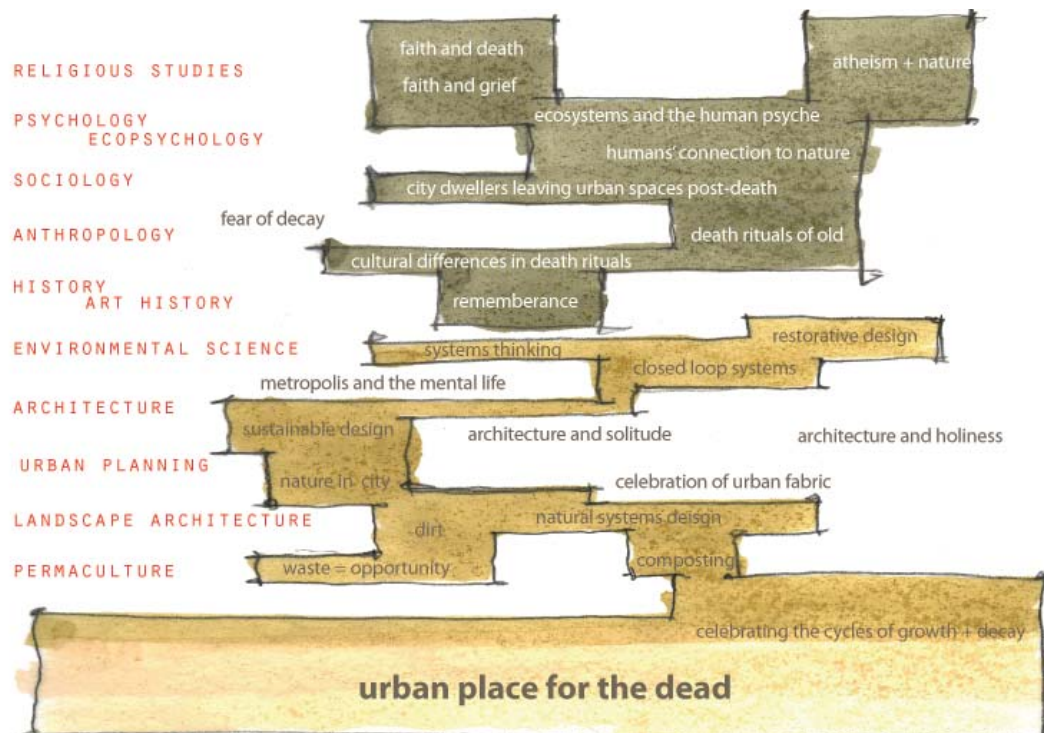 faith and death
RELIGIOUS STUDIES
atheism + nature
faith and grief
PSYCHOLOGY
ecosystems and the human psyche
ECOPSYCHOLOGY
humans' connection to nature
SOCIOLOGY
city dwellers leaving urban spaces post-death
fear of decay
ANTHROPOLOGY
death rituals of old
cultural differences in death rituals
HISTORY
ART HISTORY
rememberance
restorative design
ENVIRONMENTAL SCIENCE
systems thinking
closed loop systems
metropolis and the mental life
ARCHITECTURE
sustainable design
architecture and solitude
architecture and holiness
URBAN PLANNING
nature in city
celebration of urban fabric
LANDSCAPE ARCHITECTURE
dirt
natural systems deisgn
PERMACULTURE
waste = opportunity
composting
celebrating the cycles of growth + decay
urban place for the dead